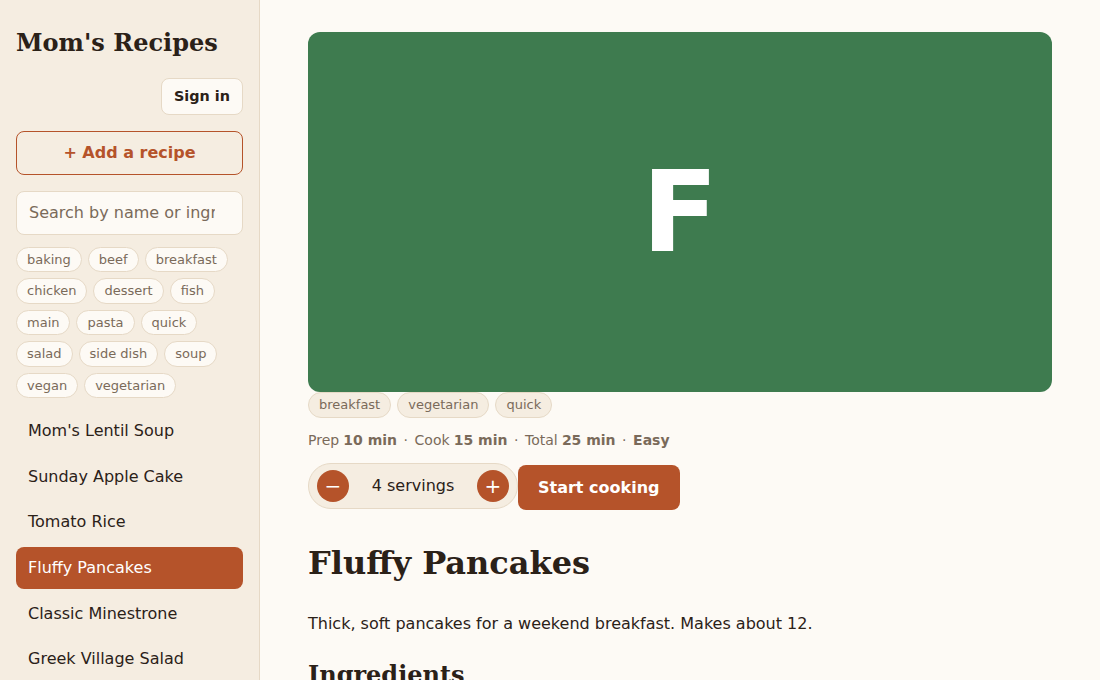 Mom's Recipes
Sign in
+ Add a recipe
Search by name or ingr
baking beef breakfast
chicken dessert fish
main pasta quick
salad side dish soup
vegan vegetarian
Mom's Lentil Soup
Sunday Apple Cake
Tomato Rice
Fluffy Pancakes
Classic Minestrone
Greek Village Salad
F
breakfast vegetarian quick
Prep 10 min · Cook 15 min · Total 25 min · Easy
− 4 servings + Start cooking
Fluffy Pancakes
Thick, soft pancakes for a weekend breakfast. Makes about 12.
Ingredients